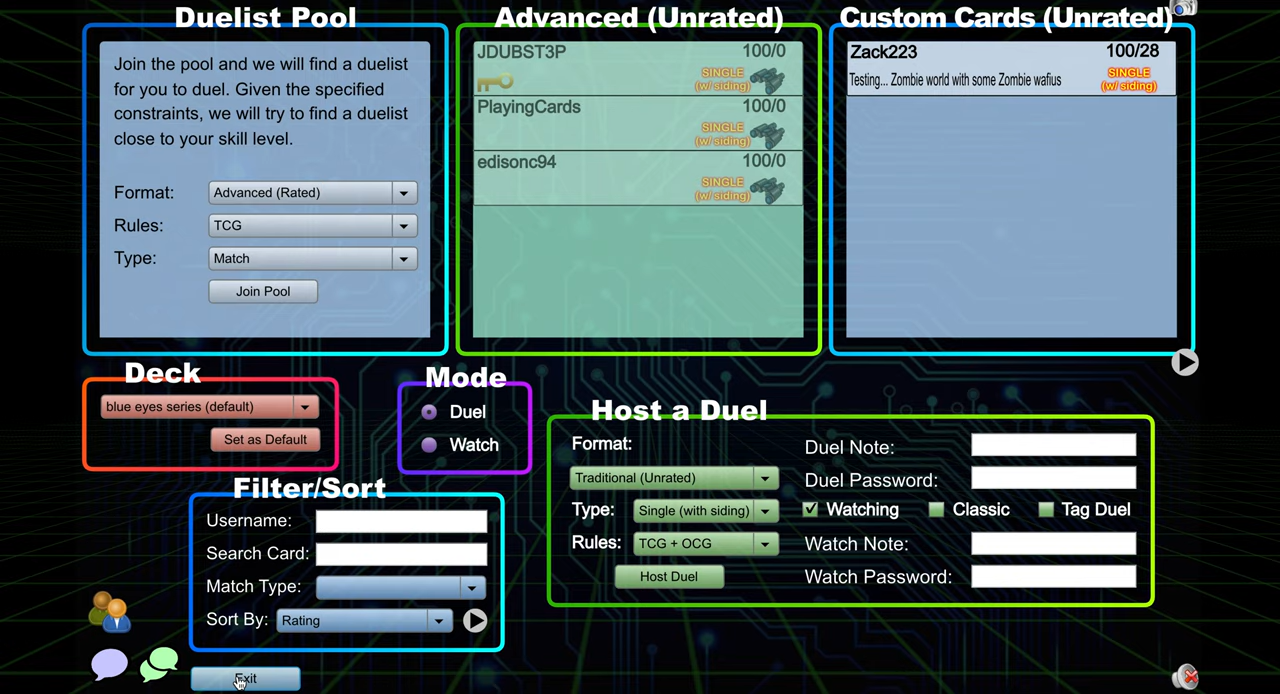 Duelist Pool
Join the pool and we will find a duelist
for you to duel. Given the specified
constraints, we will try to find a duelist
close to your skill level.
Format: Advanced (Rated)
Rules: TCG
Type: Match
Join Pool
Advanced (Unrated)
JDUBST3P 100/0
SINGLE
(w/ siding)
PlayingCards 100/0
SINGLE
(w/ siding)
edisonc94 100/0
SINGLE
(w/ siding)
Custom Cards (Unrated)
Zack223 100/28
Testing... Zombie world with some Zombie wafius
SINGLE
(w/ siding)
Deck
blue eyes series (default)
Set as Default
Mode
Duel
Watch
Host a Duel
Format:
Traditional (Unrated)
Type: Single (with siding)
Rules: TCG + OCG
Host Duel
Duel Note:
Duel Password:
Watching Classic Tag Duel
Watch Note:
Watch Password:
Filter/Sort
Username:
Search Card:
Match Type:
Sort By: Rating
Exit